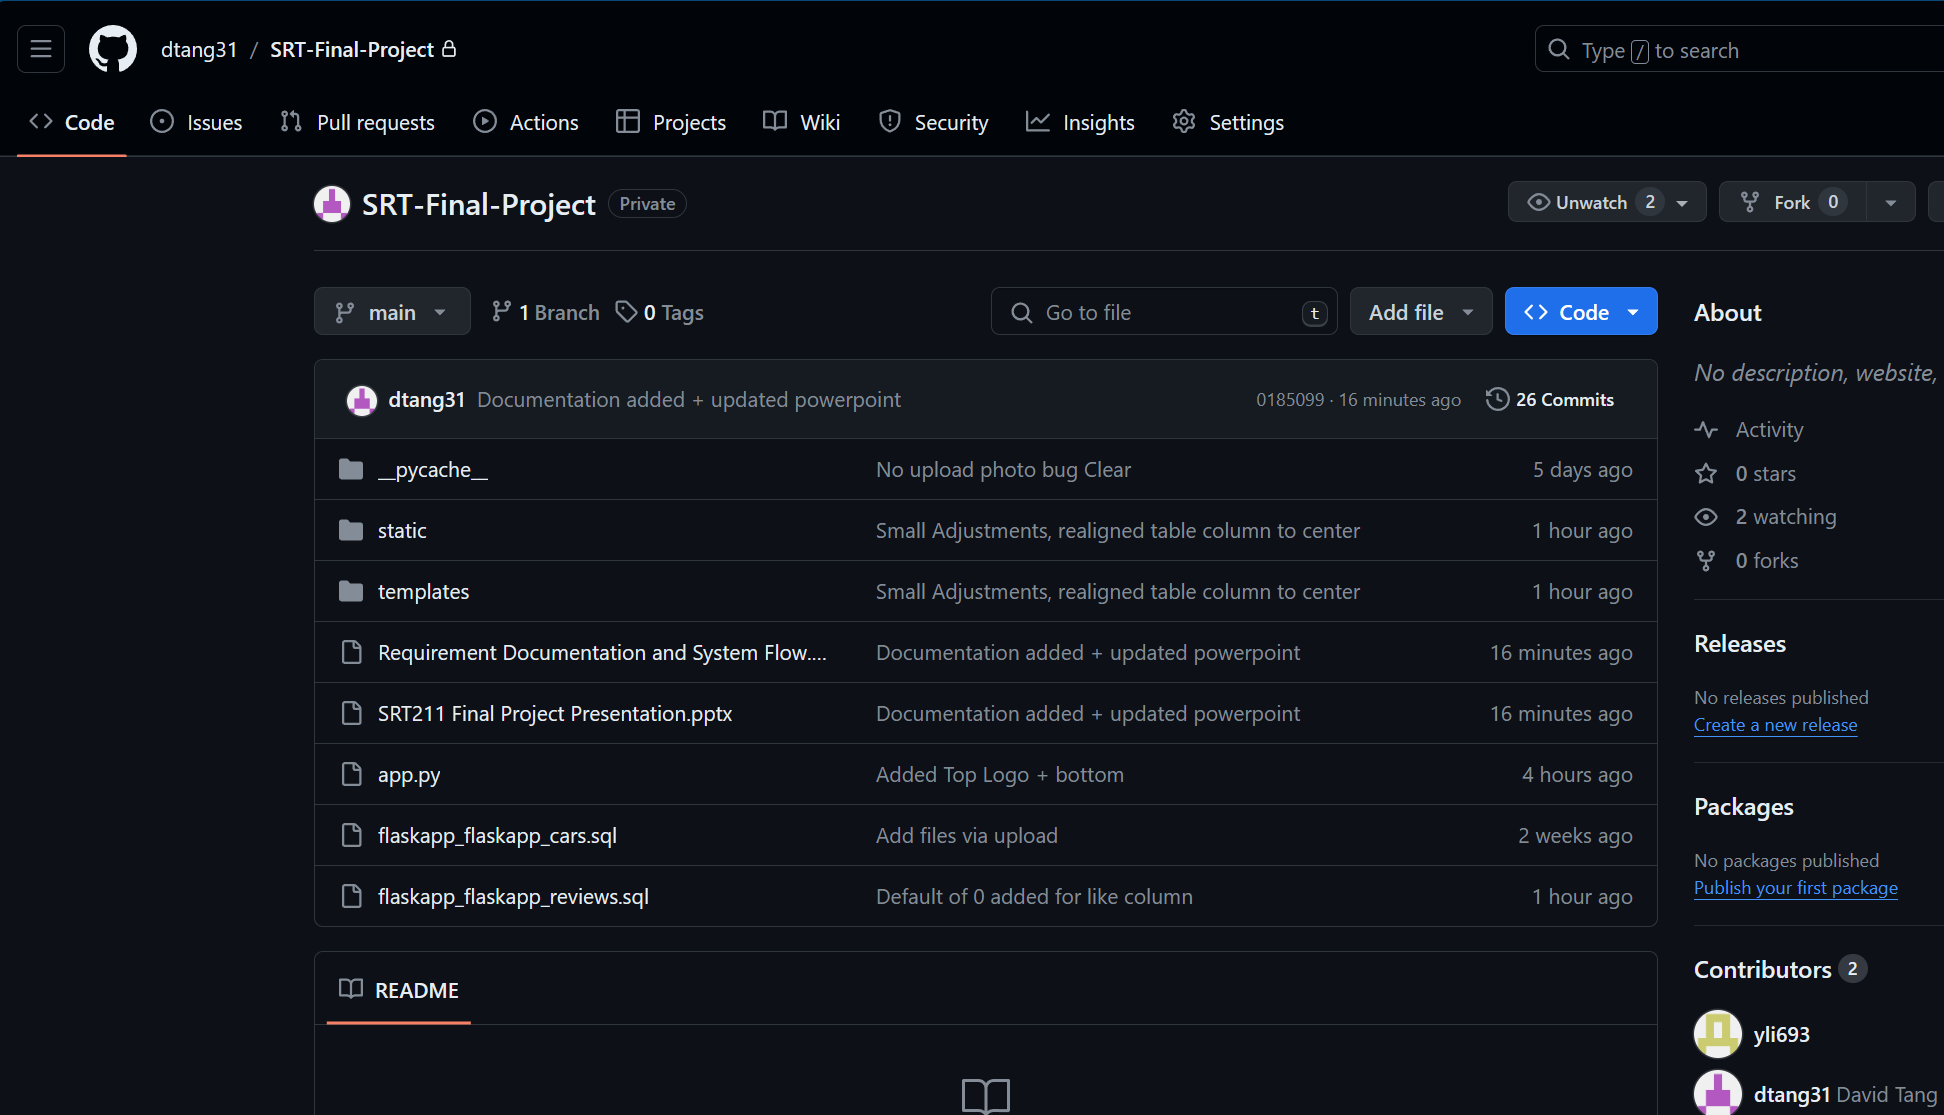 dtang31 / SRT-Final-Project
Type / to search
Code Issues Pull requests Actions Projects Wiki Security Insights Settings
SRT-Final-Project Private
Unwatch 2 Fork 0
main 1 Branch 0 Tags
Go to file t Add file Code
dtang31 Documentation added + updated powerpoint 0185099 · 16 minutes ago 26 Commits
__pycache__ No upload photo bug Clear 5 days ago
static Small Adjustments, realigned table column to center 1 hour ago
templates Small Adjustments, realigned table column to center 1 hour ago
Requirement Documentation and System Flow.... Documentation added + updated powerpoint 16 minutes ago
SRT211 Final Project Presentation.pptx Documentation added + updated powerpoint 16 minutes ago
app.py Added Top Logo + bottom 4 hours ago
flaskapp_flaskapp_cars.sql Add files via upload 2 weeks ago
flaskapp_flaskapp_reviews.sql Default of 0 added for like column 1 hour ago
README
About
No description, website,
Activity
0 stars
2 watching
0 forks
Releases
No releases published
Create a new release
Packages
No packages published
Publish your first package
Contributors 2
yli693
dtang31 David Tang